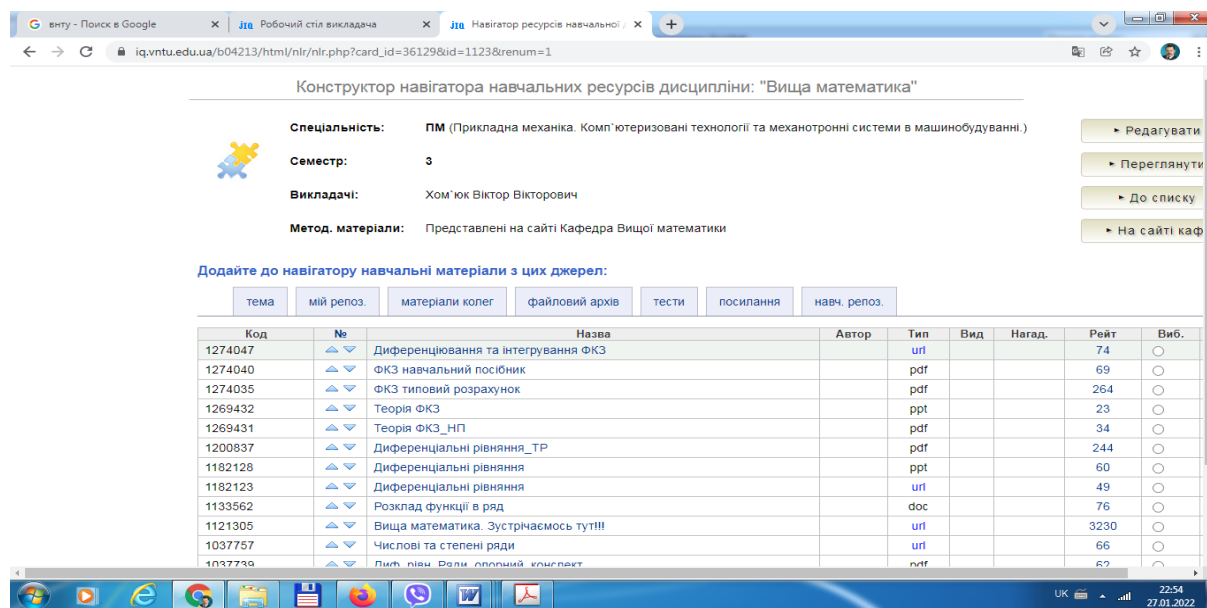 внту - Поиск в Google
Робочий стіл викладача
Навігатор ресурсів навчальної
iq.vntu.edu.ua/b04213/html/nlr/nlr.php?card_id=36129&id=1123&renum=1
Конструктор навігатора навчальних ресурсів дисципліни: "Вища математика"
Спеціальність: ПМ (Прикладна механіка. Комп`ютеризовані технології та механотронні системи в машинобудуванні.)
Семестр: 3
Викладачі: Хом`юк Віктор Вікторович
Метод. матеріали: Представлені на сайті Кафедра Вищої математики
Редагувати
Переглянути
До списку
На сайті каф
Додайте до навігатору навчальні матеріали з цих джерел:
тема мій репоз. матеріали колег файловий архів тести посилання навч. репоз.
Код № Назва Автор Тип Вид Нагад. Рейт Виб.
1274047 Диференціювання та інтегрування ФКЗ url 74
1274040 ФКЗ навчальний посібник pdf 69
1274035 ФКЗ типовий розрахунок pdf 264
1269432 Теорія ФКЗ ppt 23
1269431 Теорія ФКЗ_НП pdf 34
1200837 Диференціальні рівняння_ТР pdf 244
1182128 Диференціальні рівняння ppt 60
1182123 Диференціальні рівняння url 49
1133562 Розклад функції в ряд doc 76
1121305 Вища математика. Зустрічаємось тут!!! url 3230
1037757 Числові та степені ряди url 66
1037739 Диф. рівн. Ряди. опорний конспект pdf 62
UK 22:54
27.01.2022